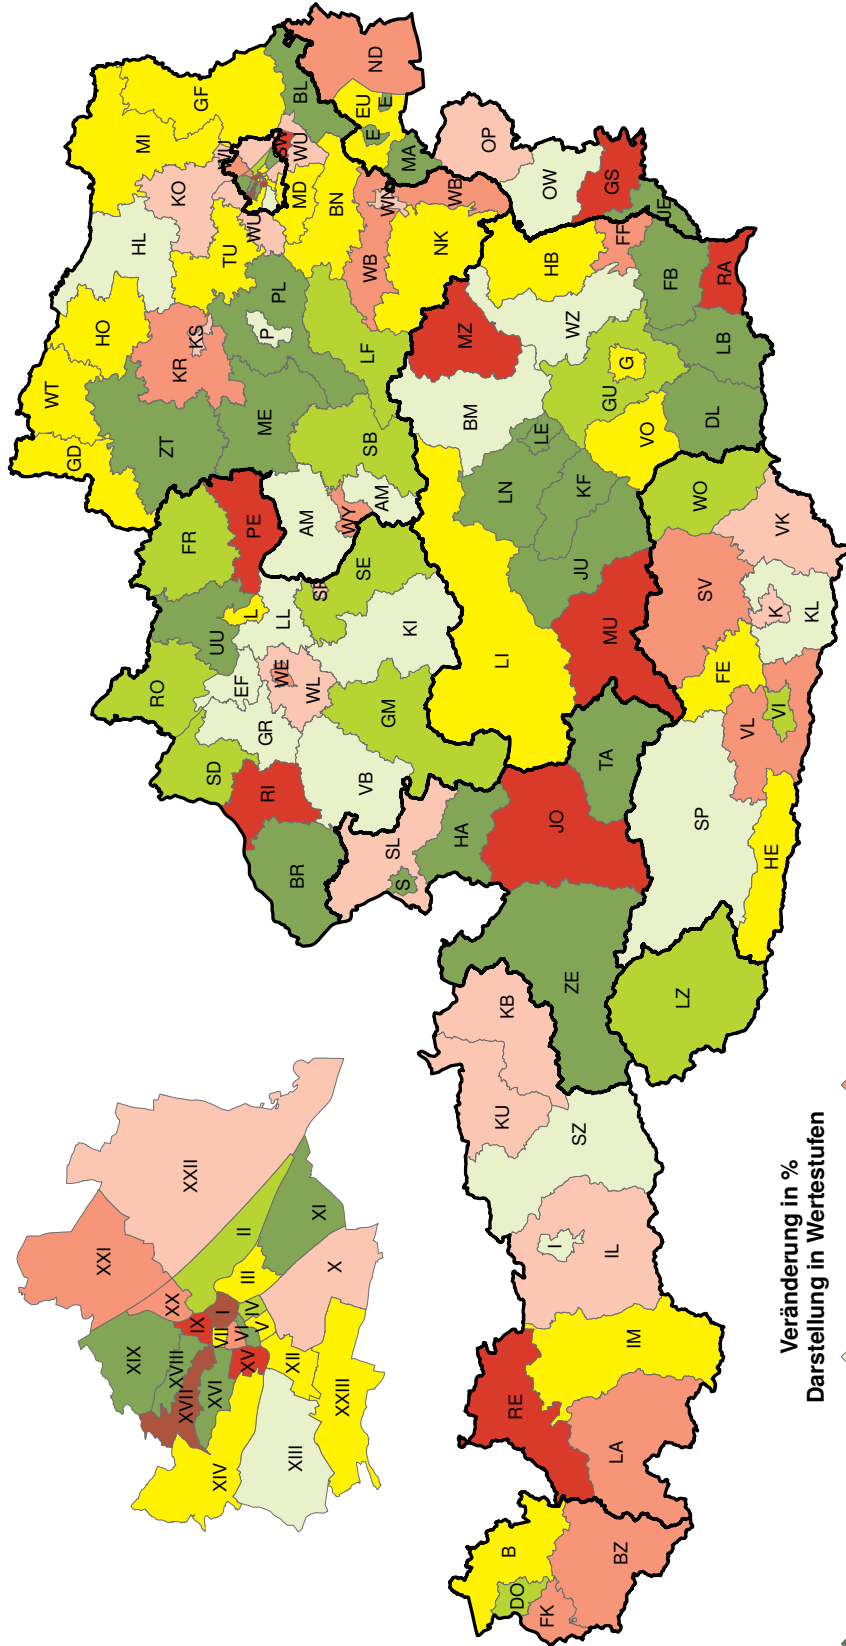 GD
WT
HO
HL
MI
GF
ZT
KR
KS
TU
KO
WU
WU
WU
SW
MD
BN
BL
ME
P
PL
LF
SB
AM
AM
WY
WB
WB
WN
NK
FR
PE
UU
L
LL
SR
SE
RO
EF
WE
WL
KI
SD
GR
GM
RI
VB
BR
SL
S
HA
ND
EU
E
E
MA
OP
OW
GS
JE
MZ
HB
FF
WZ
BM
FB
RA
LB
GU
G
LE
LN
KF
VO
DL
LI
JU
MU
JO
TA
WO
VK
SV
K
KL
FE
VL
VI
SP
HE
ZE
LZ
KB
KU
SZ
I
IL
IM
RE
LA
B
DO
FK
BZ
XXI
XXII
XX
II
XI
III
X
XIX
IX
I
IV
V
VI
VII
XVIII
XVII
XVI
XV
XII
XIV
XIII
XXIII
Veränderung in %
Darstellung in Wertestufen